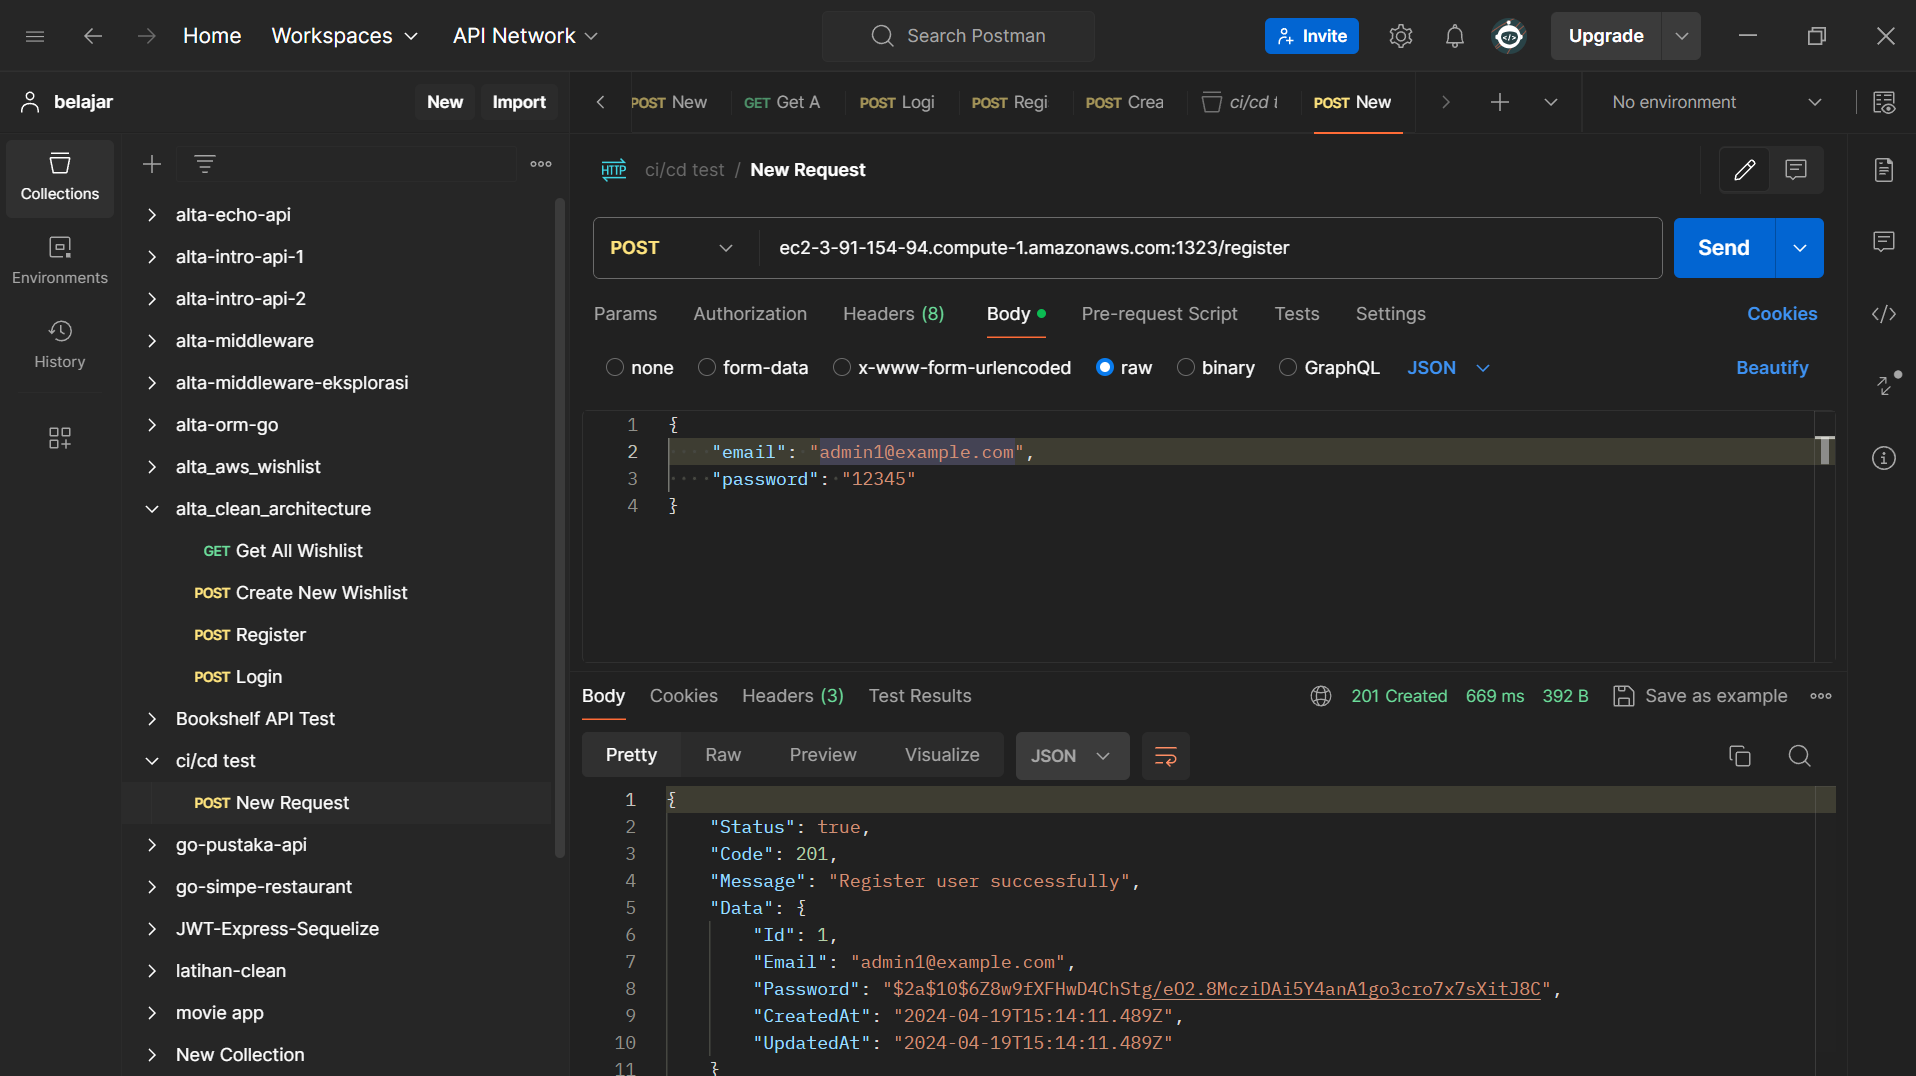 Home Workspaces API Network Search Postman Invite Upgrade
belajar New Import
POST New GET Get A POST Logi POST Regi POST Crea ci/cd t POST New No environment
Collections
Environments
History
alta-echo-api
alta-intro-api-1
alta-intro-api-2
alta-middleware
alta-middleware-eksplorasi
alta-orm-go
alta_aws_wishlist
alta_clean_architecture
GET Get All Wishlist
POST Create New Wishlist
POST Register
POST Login
Bookshelf API Test
ci/cd test
POST New Request
go-pustaka-api
go-simpe-restaurant
JWT-Express-Sequelize
latihan-clean
movie app
New Collection
HTTP ci/cd test / New Request
POST ec2-3-91-154-94.compute-1.amazonaws.com:1323/register Send
Params Authorization Headers (8) Body Pre-request Script Tests Settings Cookies
none form-data x-www-form-urlencoded raw binary GraphQL JSON Beautify
1 {
2 "email": "admin1@example.com",
3 "password": "12345"
4 }
Body Cookies Headers (3) Test Results 201 Created 669 ms 392 B Save as example
Pretty Raw Preview Visualize JSON
1 {
2 "Status": true,
3 "Code": 201,
4 "Message": "Register user successfully",
5 "Data": {
6 "Id": 1,
7 "Email": "admin1@example.com",
8 "Password": "$2a$10$6Z8w9fXFHwD4ChStg/eO2.8McziDAi5Y4anA1go3cro7x7sXitJ8C",
9 "CreatedAt": "2024-04-19T15:14:11.489Z",
10 "UpdatedAt": "2024-04-19T15:14:11.489Z"
11 }